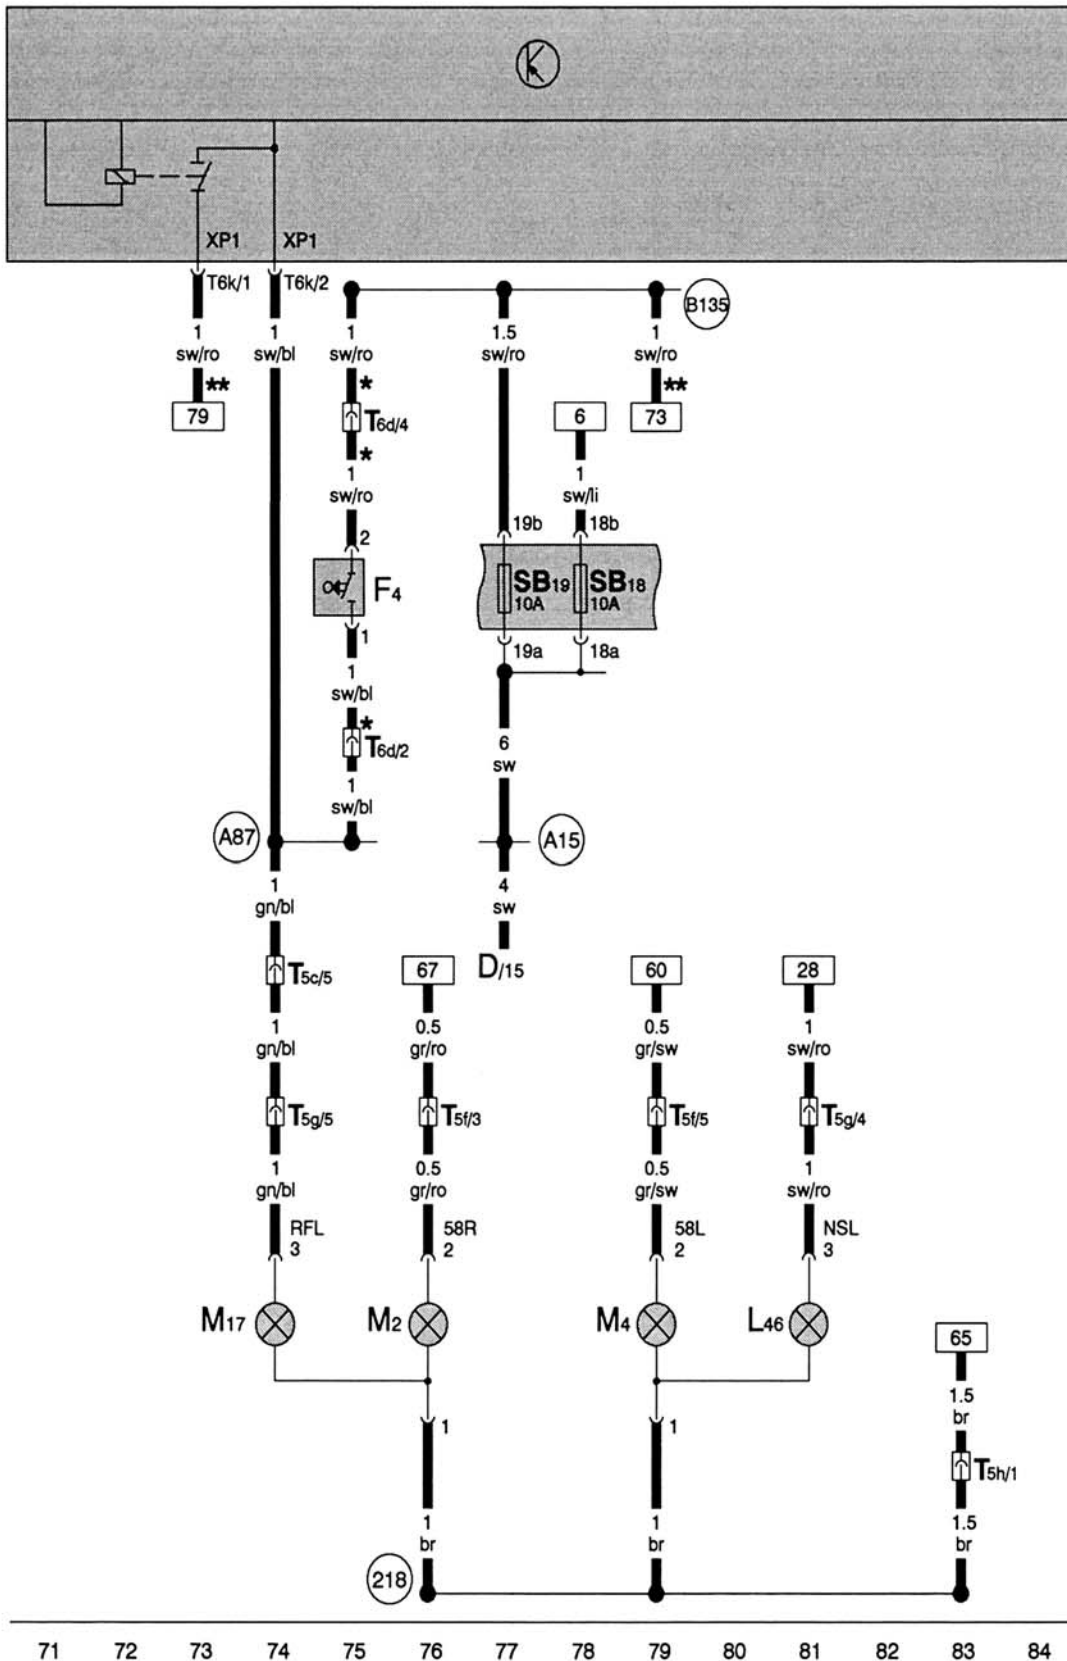 XP1 XP1
T6k/1 T6k/2
B135
1 1 1 1.5 1
sw/ro sw/bl sw/ro sw/ro sw/ro
** * **
79 T6d/4 6 73
*
1 1
sw/ro sw/li
2 19b 18b
F4 SB19 SB18
10A 10A
1 19a 18a
1
sw/bl
*
T6d/2 6
sw
1
sw/bl
A87 A15
1 4
gn/bl sw
T5c/5 67 D/15 60 28
1 0.5 0.5 1
gn/bl gr/ro gr/sw sw/ro
T5g/5 T5f/3 T5f/5 T5g/4
1 0.5 0.5 1
gn/bl gr/ro gr/sw sw/ro
RFL 58R 58L NSL
3 2 2 3
M17 M2 M4 L46
65
1.5
br
1 1
T5h/1
1 1 1.5
br br br
218
71 72 73 74 75 76 77 78 79 80 81 82 83 84